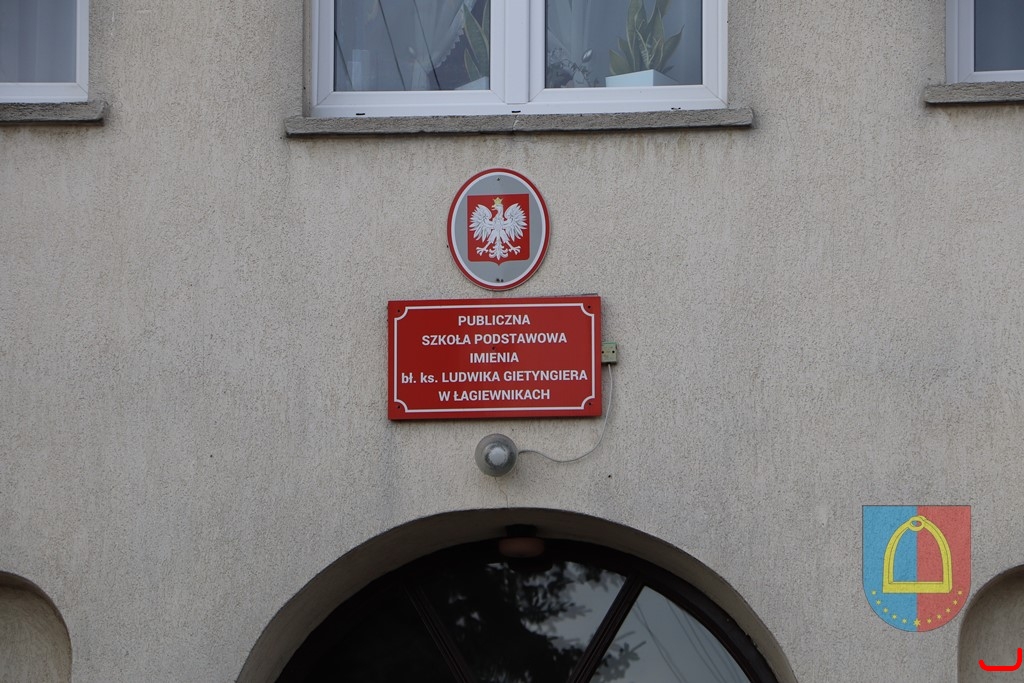 PUBLICZNA
SZKOŁA PODSTAWOWA
IMIENIA
bł. ks. LUDWIKA GIETYNGIERA
W ŁAGIEWNIKACH